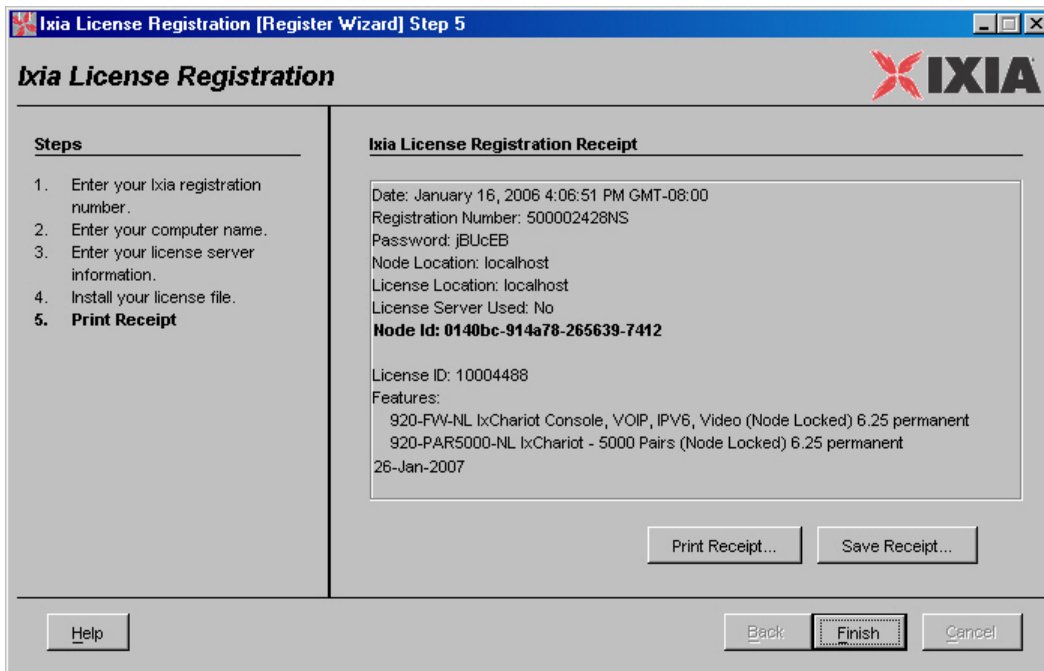 Ixia License Registration [Register Wizard] Step 5
Ixia License Registration
IXIA
Steps
1. Enter your Ixia registration
number.
2. Enter your computer name.
3. Enter your license server
information.
4. Install your license file.
5. Print Receipt
Ixia License Registration Receipt
Date: January 16, 2006 4:06:51 PM GMT-08:00
Registration Number: 500002428NS
Password: jBUcEB
Node Location: localhost
License Location: localhost
License Server Used: No
Node Id: 0140bc-914a78-265639-7412
License ID: 10004488
Features:
920-FW-NL IxChariot Console, VOIP, IPV6, Video (Node Locked) 6.25 permanent
920-PAR5000-NL IxChariot - 5000 Pairs (Node Locked) 6.25 permanent
26-Jan-2007
Print Receipt...
Save Receipt...
Help
Back
Finish
Cancel